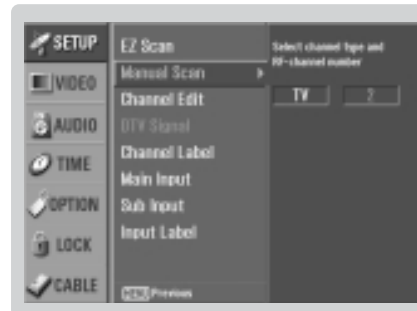 SETUP
VIDEO
AUDIO
TIME
OPTION
LOCK
CABLE
EZ Scan
Manual Scan
Channel Edit
DTV Signal
Channel Label
Main Input
Sub Input
Input Label
MENU Previous
Select channel type and
RF-channel number
TV 2